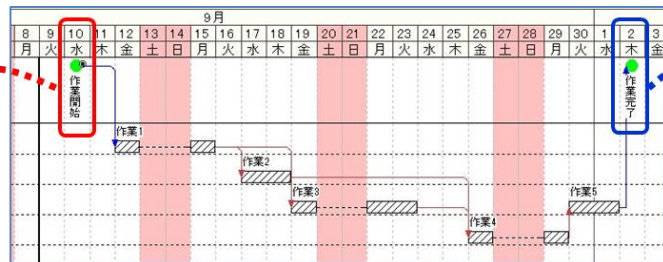 9月
8 9 10 11 12 13 14 15 16 17 18 19 20 21 22 23 24 25 26 27 28 29 30 1 2 3
月 火 水 木 金 土 日 月 火 水 木 金 土 日 月 火 水 木 金 土 日 月 火 水 木 金
作業開始
作業完了
作業1
作業2
作業3
作業5
作業4